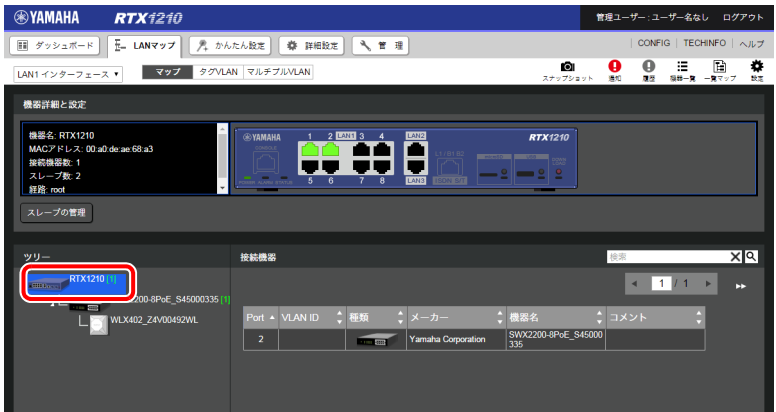 YAMAHA RTX1210 管理ユーザー : ユーザー名なし ログアウト
ダッシュボード LANマップ かんたん設定 詳細設定 管 理 CONFIG TECHINFO ヘルプ
LAN1 インターフェース ▼ マップ タグVLAN マルチプルVLAN スナップショット 通知 履歴 機器一覧 一覧マップ 設定
機器詳細と設定
機器名: RTX1210
MACアドレス: 00:a0:de:ae:68:a3
接続機器数: 1
スレーブ数: 2
経路: root
YAMAHA 1 2 LAN1 3 4 LAN2 RTX1210
CONSOLE L1/B1 B2
POWER ALARM STATUS 5 6 7 8 LAN3 ISDN S/T
スレーブの管理
ツリー 接続機器 検索 X
RTX1210 [1]
200-8PoE_S45000335 [1]
WLX402_Z4V00492WL
1 / 1
Port VLAN ID 種類 メーカー 機器名 コメント
2 Yamaha Corporation SWX2200-8PoE_S45000
335